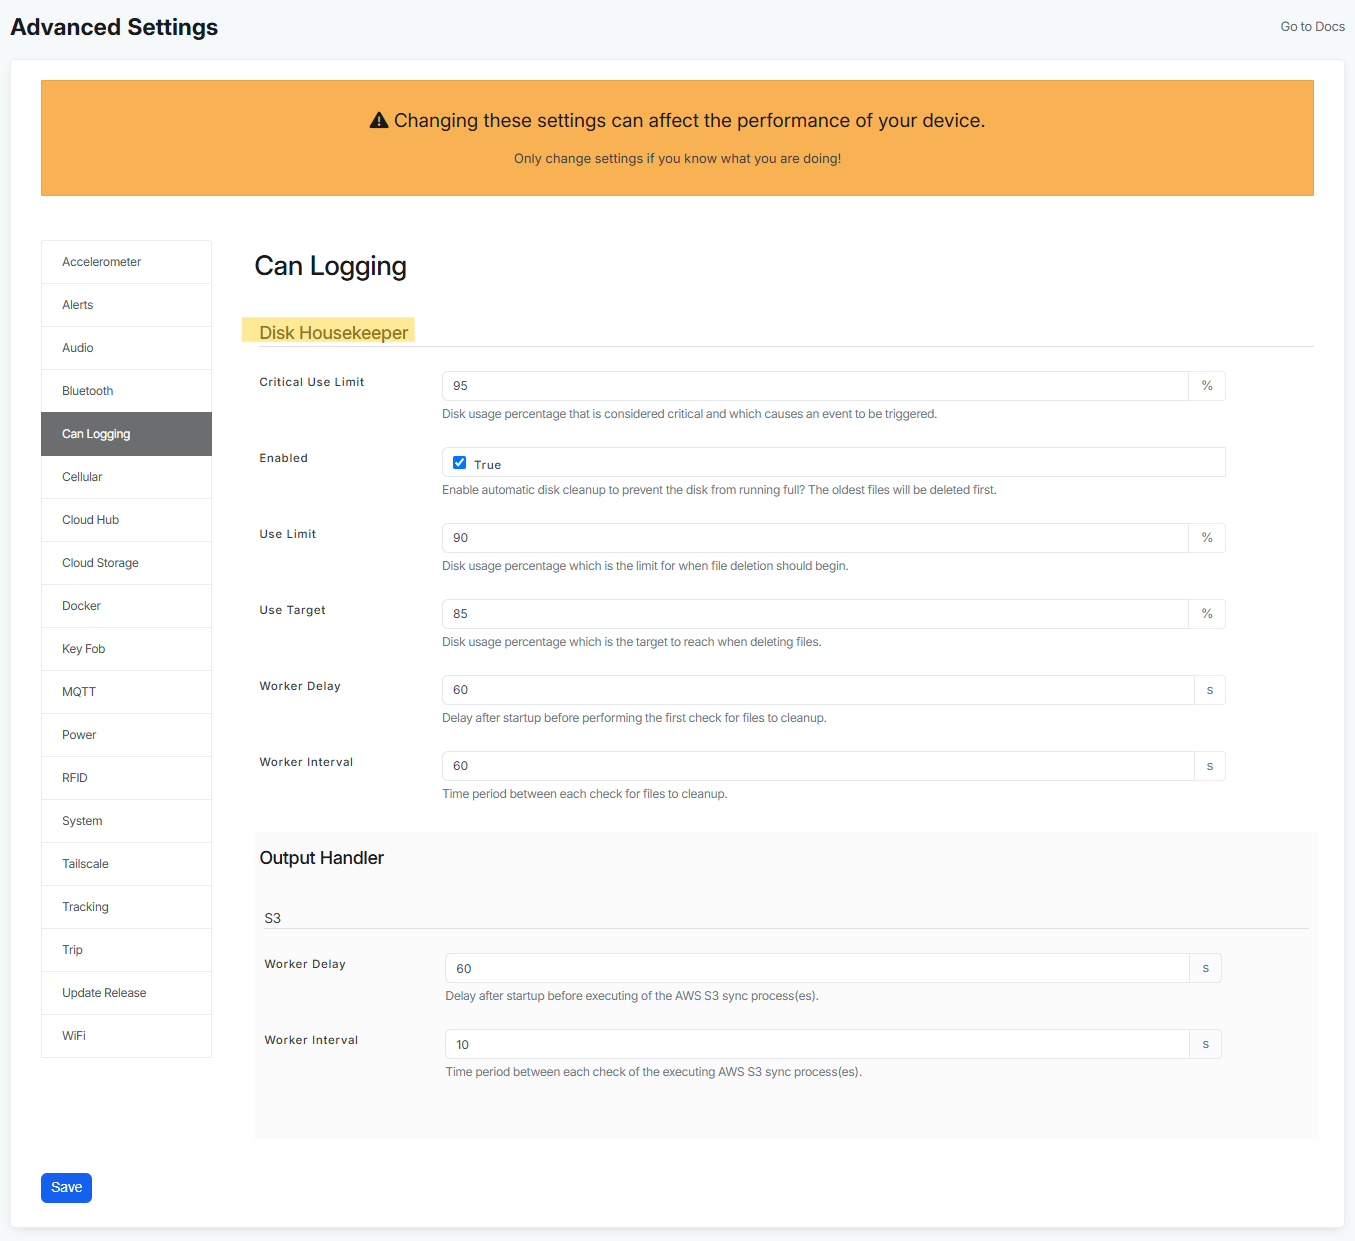 Advanced Settings
Go to Docs
Changing these settings can affect the performance of your device.
Only change settings if you know what you are doing!
Accelerometer
Alerts
Audio
Bluetooth
Can Logging
Cellular
Cloud Hub
Cloud Storage
Docker
Key Fob
MQTT
Power
RFID
System
Tailscale
Tracking
Trip
Update Release
WiFi
Can Logging
Disk Housekeeper
Critical Use Limit
95 %
Disk usage percentage that is considered critical and which causes an event to be triggered.
Enabled
True
Enable automatic disk cleanup to prevent the disk from running full? The oldest files will be deleted first.
Use Limit
90 %
Disk usage percentage which is the limit for when file deletion should begin.
Use Target
85 %
Disk usage percentage which is the target to reach when deleting files.
Worker Delay
60 s
Delay after startup before performing the first check for files to cleanup.
Worker Interval
60 s
Time period between each check for files to cleanup.
Output Handler
S3
Worker Delay
60 s
Delay after startup before executing of the AWS S3 sync process(es).
Worker Interval
10 s
Time period between each check of the executing AWS S3 sync process(es).
Save